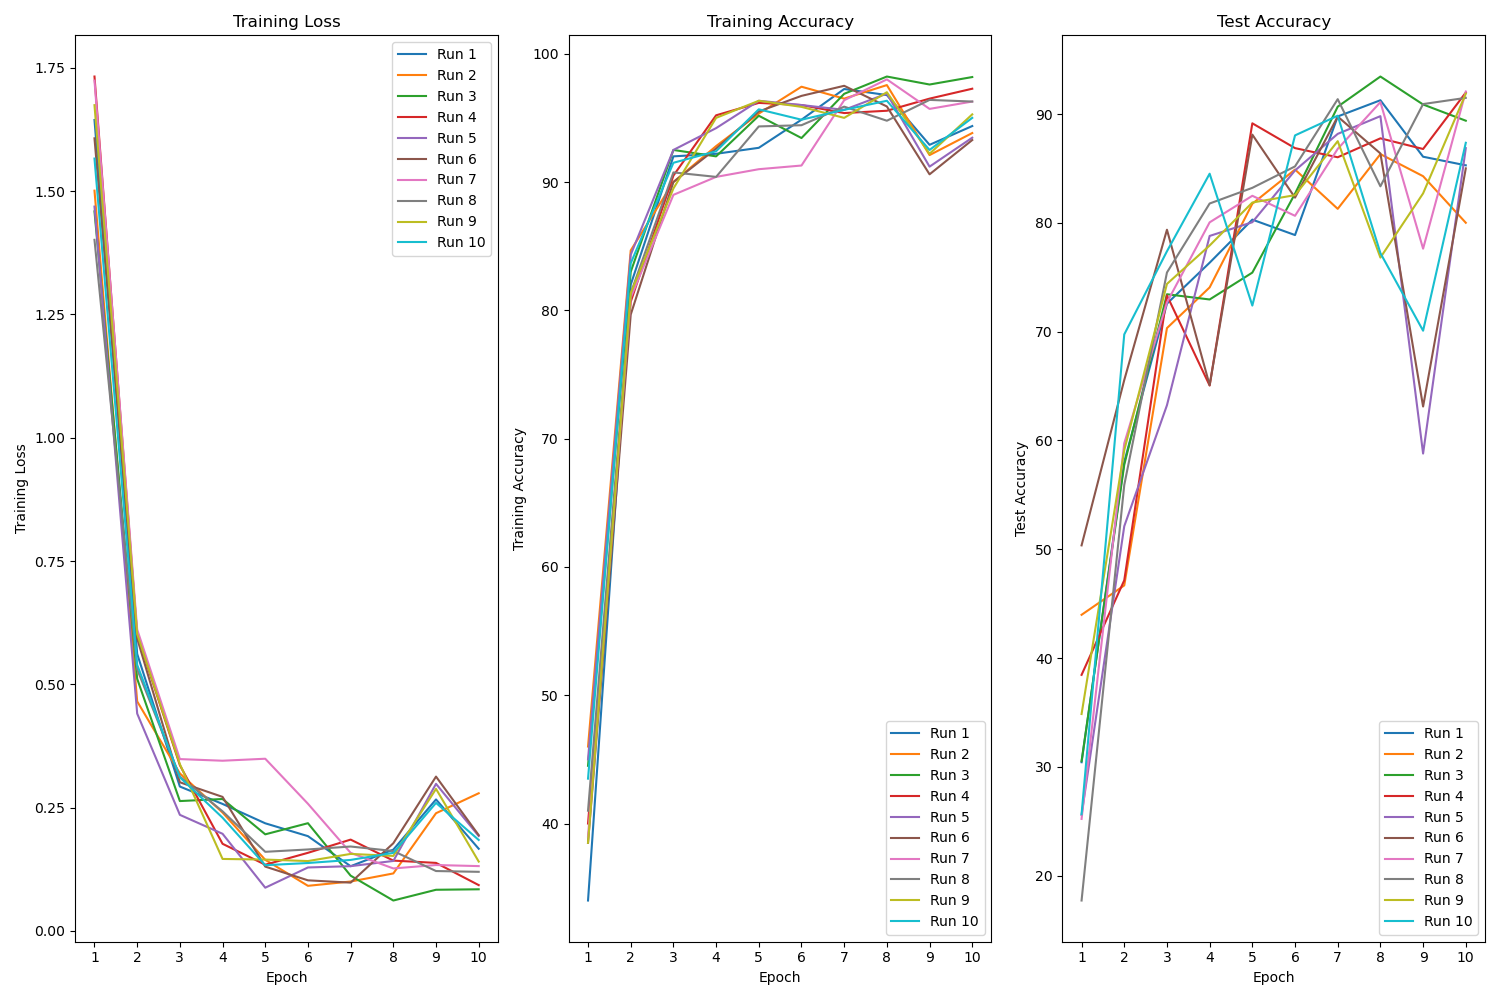 Training Loss
Training Loss
1.75
1.50
1.25
1.00
0.75
0.50
0.25
0.00
Run 1
Run 2
Run 3
Run 4
Run 5
Run 6
Run 7
Run 8
Run 9
Run 10
1 2 3 4 5 6 7 8 9 10
Epoch
Training Accuracy
Training Accuracy
100
90
80
70
60
50
40
Run 1
Run 2
Run 3
Run 4
Run 5
Run 6
Run 7
Run 8
Run 9
Run 10
1 2 3 4 5 6 7 8 9 10
Epoch
Test Accuracy
Test Accuracy
90
80
70
60
50
40
30
20
Run 1
Run 2
Run 3
Run 4
Run 5
Run 6
Run 7
Run 8
Run 9
Run 10
1 2 3 4 5 6 7 8 9 10
Epoch